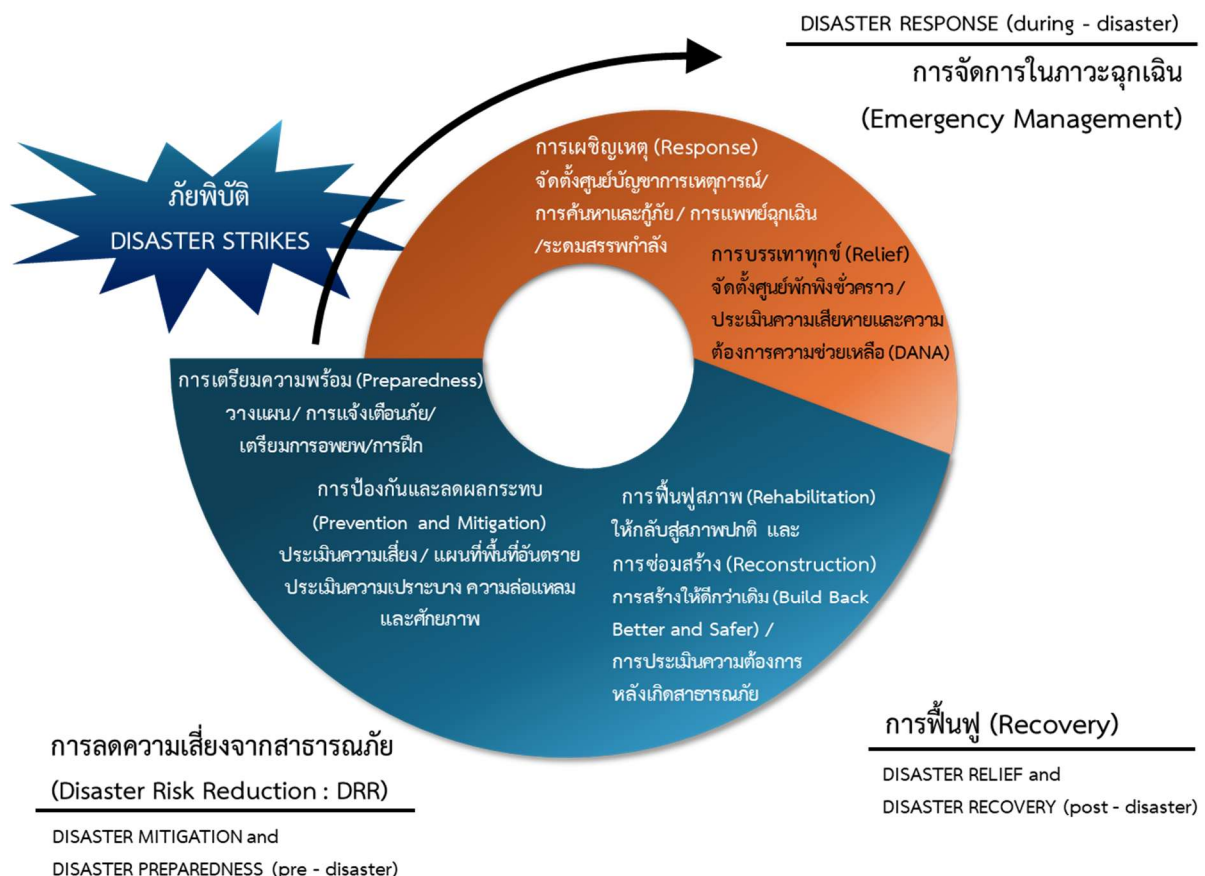 DISASTER RESPONSE (during - disaster)
การจัดการในภาวะฉุกเฉิน
(Emergency Management)
ภัยพิบัติ
DISASTER STRIKES
การเผชิญเหตุ (Response)
จัดตั้งศูนย์บัญชาการเหตุการณ์/
การค้นหาและกู้ภัย / การแพทย์ฉุกเฉิน
/ระดมสรรพกำลัง
การบรรเทาทุกข์ (Relief)
จัดตั้งศูนย์พักพิงชั่วคราว /
ประเมินความเสียหายและความ
ต้องการความช่วยเหลือ (DANA)
การเตรียมความพร้อม (Preparedness)
วางแผน / การแจ้งเตือนภัย/
เตรียมการอพยพ/การฝึก
การป้องกันและลดผลกระทบ
(Prevention and Mitigation)
ประเมินความเสี่ยง / แผนที่พื้นที่อันตราย
ประเมินความเปราะบาง ความล่อแหลม
และศักยภาพ
การฟื้นฟูสภาพ (Rehabilitation)
ให้กลับสู่สภาพปกติ และ
การซ่อมสร้าง (Reconstruction)
การสร้างให้ดีกว่าเดิม (Build Back
Better and Safer) /
การประเมินความต้องการ
หลังเกิดสาธารณภัย
การลดความเสี่ยงจากสาธารณภัย
(Disaster Risk Reduction : DRR)
DISASTER MITIGATION and
DISASTER PREPAREDNESS (pre - disaster)
การฟื้นฟู (Recovery)
DISASTER RELIEF and
DISASTER RECOVERY (post - disaster)